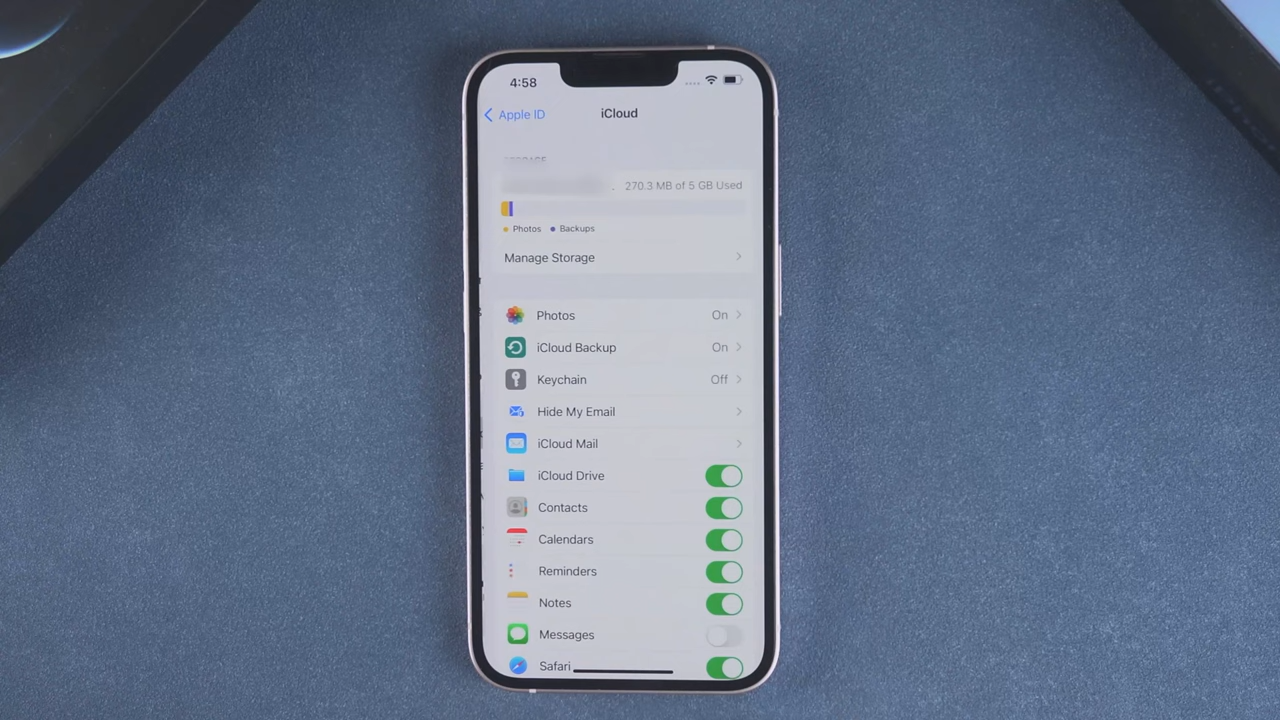 4:58
Apple ID
iCloud
270.3 MB of 5 GB Used
Photos Backups
Manage Storage
Photos On
iCloud Backup On
Keychain Off
Hide My Email
iCloud Mail
iCloud Drive
Contacts
Calendars
Reminders
Notes
Messages
Safari